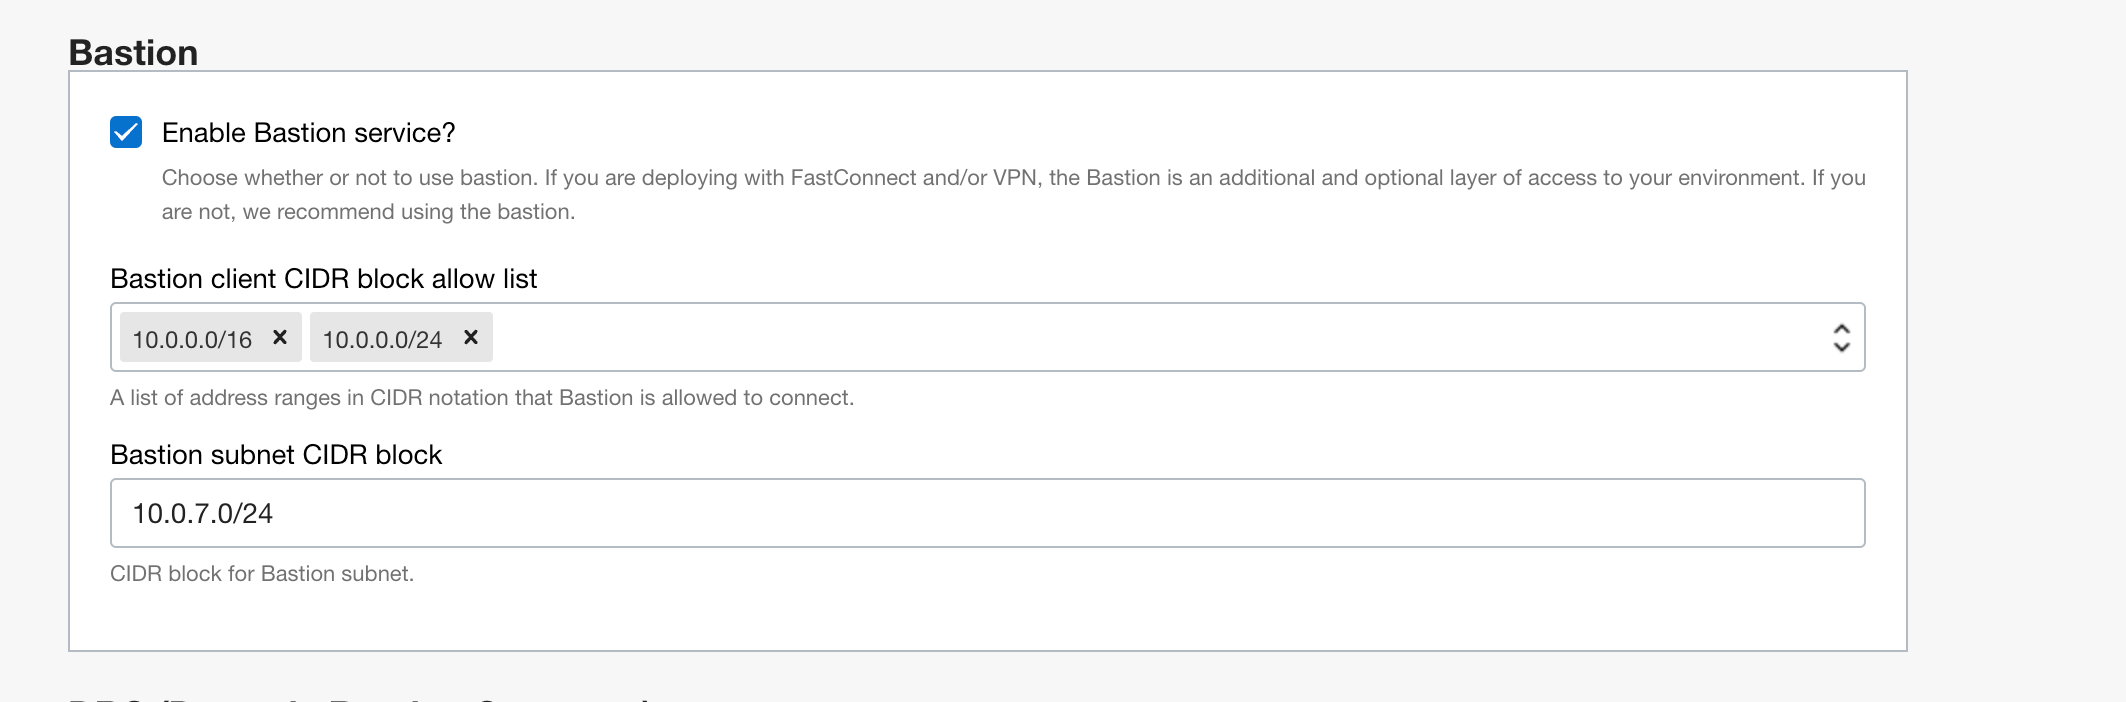 Bastion
Enable Bastion service?
Choose whether or not to use bastion. If you are deploying with FastConnect and/or VPN, the Bastion is an additional and optional layer of access to your environment. If you
are not, we recommend using the bastion.
Bastion client CIDR block allow list
10.0.0.0/16 × 10.0.0.0/24 ×
A list of address ranges in CIDR notation that Bastion is allowed to connect.
Bastion subnet CIDR block
10.0.7.0/24
CIDR block for Bastion subnet.